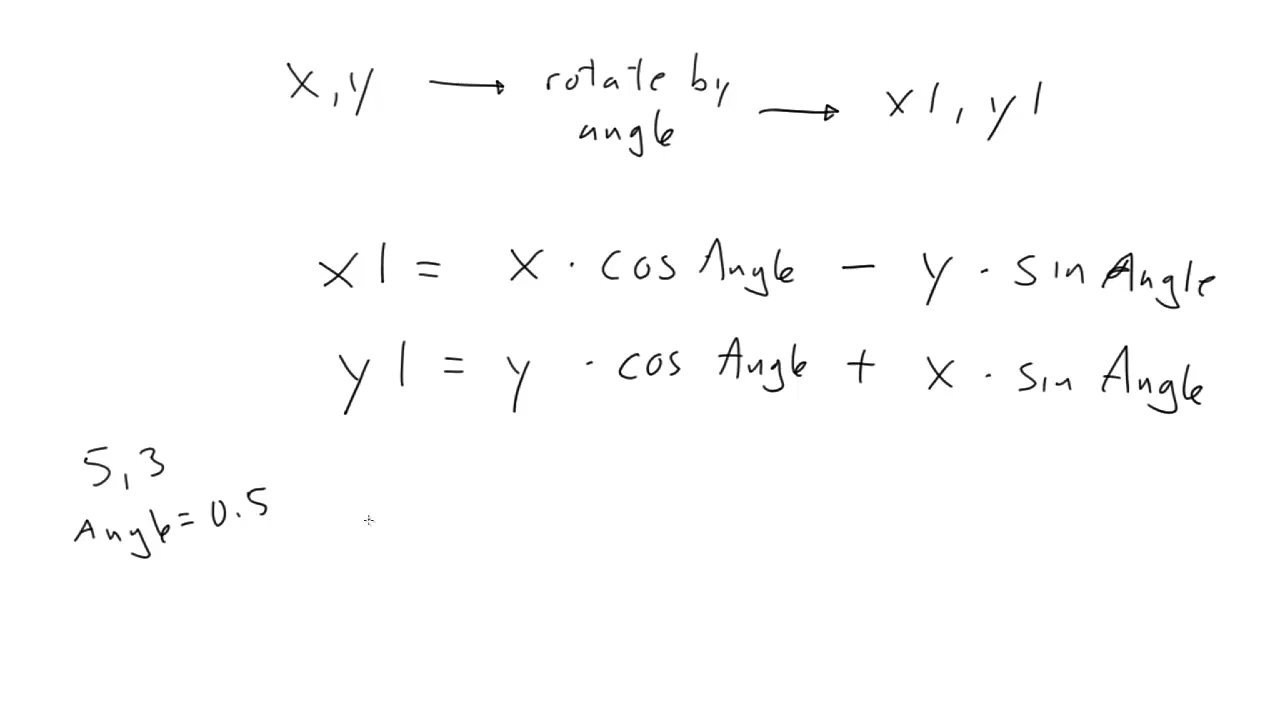 x,y → rotate by → x1, y1
angle
x1 = x · cos Angle − y · sin Angle
y1 = y · cos Angle + x · sin Angle
5,3
Angle = 0.5